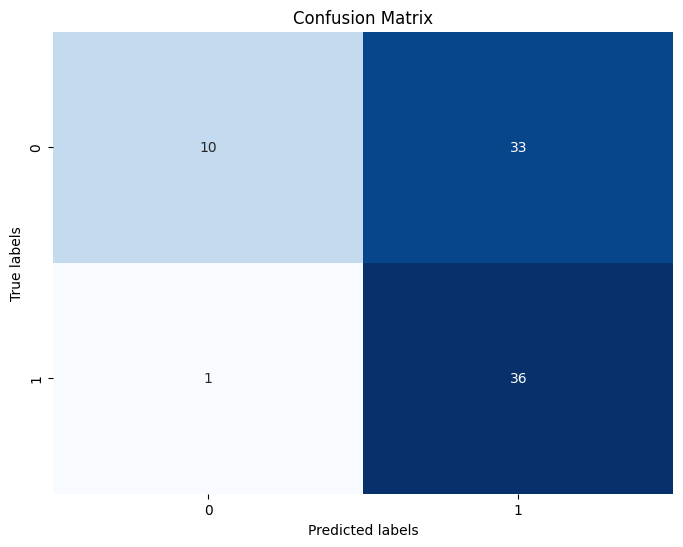 Confusion Matrix
True labels
0
10
33
1
1
36
0
1
Predicted labels